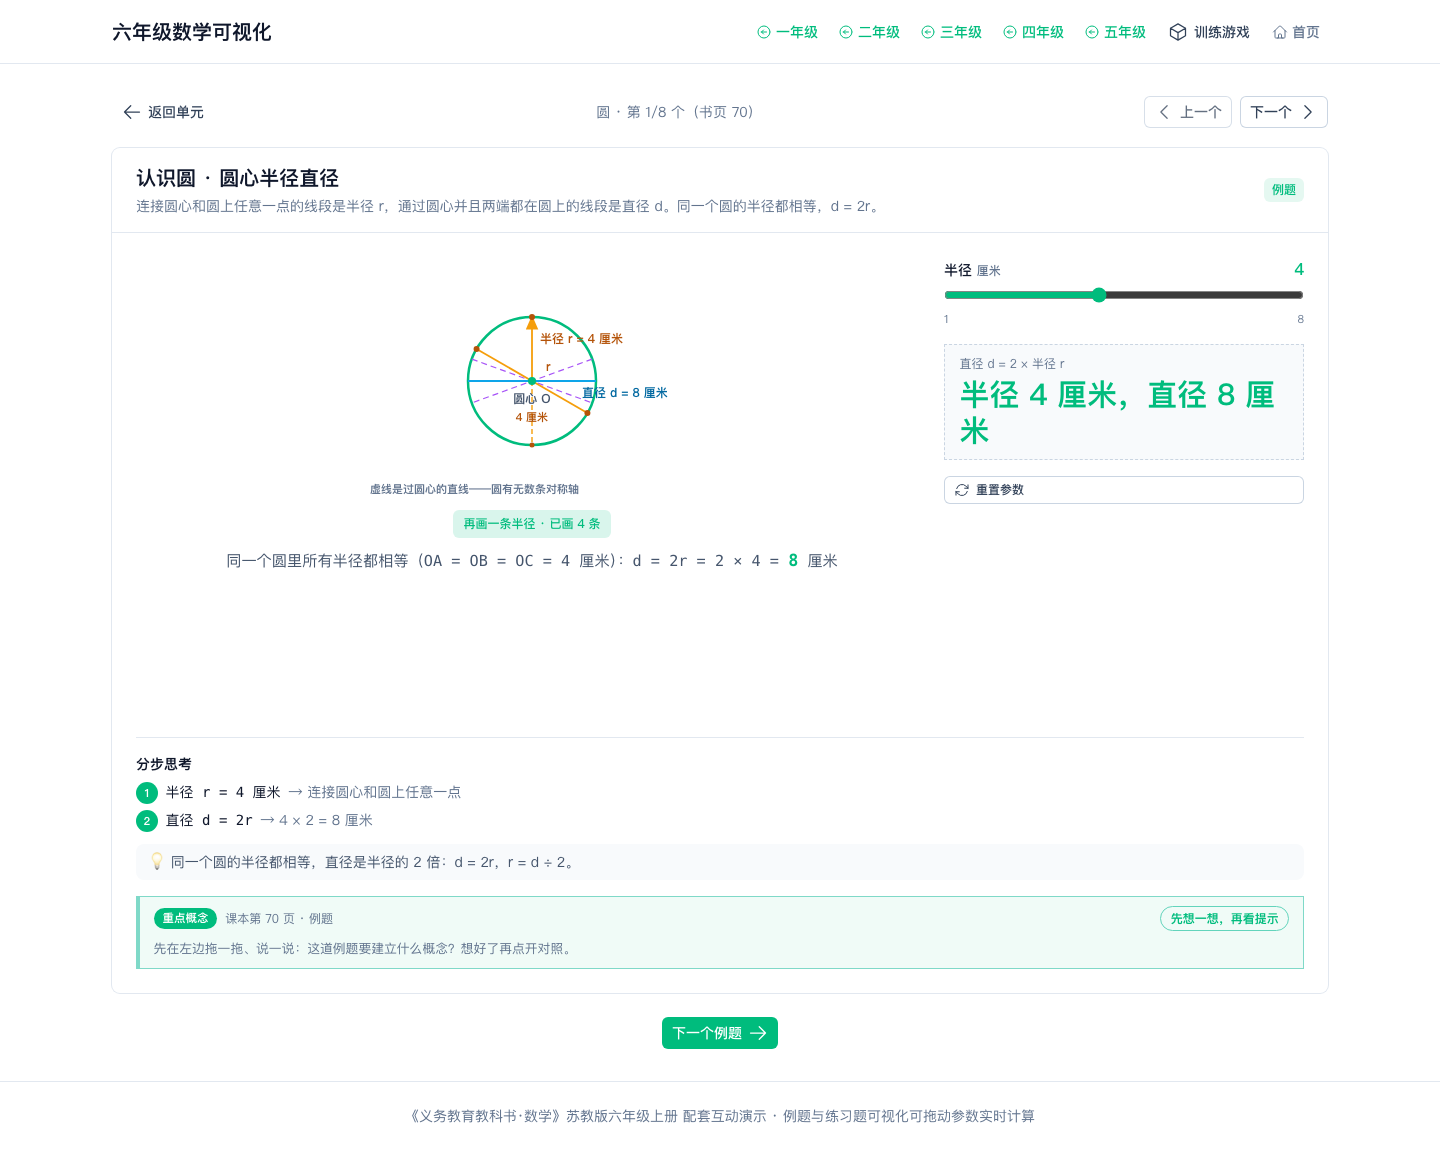 六年级数学可视化
一年级
二年级
三年级
四年级
五年级
训练游戏
首页
返回单元
圆 · 第 1/8 个（书页 70）
上一个
下一个
认识圆 · 圆心半径直径
连接圆心和圆上任意一点的线段是半径 r，通过圆心并且两端都在圆上的线段是直径 d。同一个圆的半径都相等，d = 2r。
例题
半径 r = 4 厘米
r
直径 d = 8 厘米
圆心 O
4 厘米
虚线是过圆心的直线——圆有无数条对称轴
再画一条半径 · 已画 4 条
同一个圆里所有半径都相等（OA = OB = OC = 4 厘米）：d = 2r = 2 × 4 = 8 厘米
半径 厘米
4
1
8
直径 d = 2 × 半径 r
半径 4 厘米，直径 8 厘
米
重置参数
分步思考
1 半径 r = 4 厘米 → 连接圆心和圆上任意一点
2 直径 d = 2r → 4 × 2 = 8 厘米
💡 同一个圆的半径都相等，直径是半径的 2 倍：d = 2r，r = d ÷ 2。
重点概念 课本第 70 页 · 例题
先想一想，再看提示
先在左边拖一拖、说一说：这道例题要建立什么概念？想好了再点开对照。
下一个例题
《义务教育教科书·数学》苏教版六年级上册 配套互动演示 · 例题与练习题可视化可拖动参数实时计算